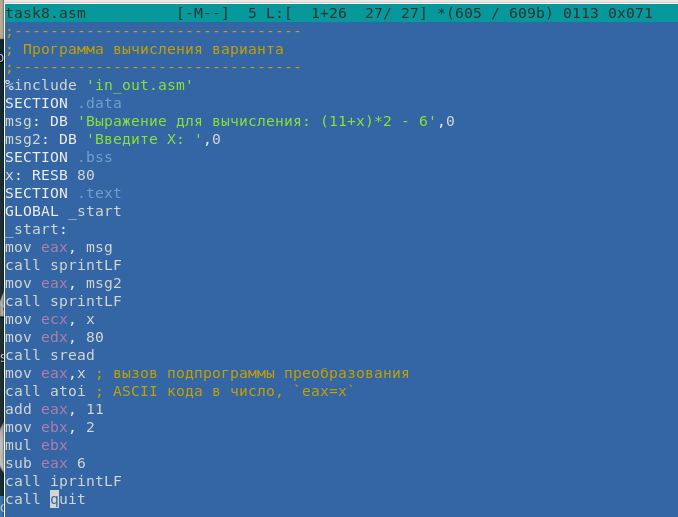 task8.asm [-M--] 5 L:[ 1+26 27/ 27] *(605 / 609b) 0113 0x071
;--------------------------------
; Программа вычисления варианта
;--------------------------------
%include 'in_out.asm'
SECTION .data
msg: DB 'Выражение для вычисления: (11+x)*2 - 6',0
msg2: DB 'Введите X: ',0
SECTION .bss
x: RESB 80
SECTION .text
GLOBAL _start
_start:
mov eax, msg
call sprintLF
mov eax, msg2
call sprintLF
mov ecx, x
mov edx, 80
call sread
mov eax,x ; вызов подпрограммы преобразования
call atoi ; ASCII кода в число, `eax=x`
add eax, 11
mov ebx, 2
mul ebx
sub eax 6
call iprintLF
call quit